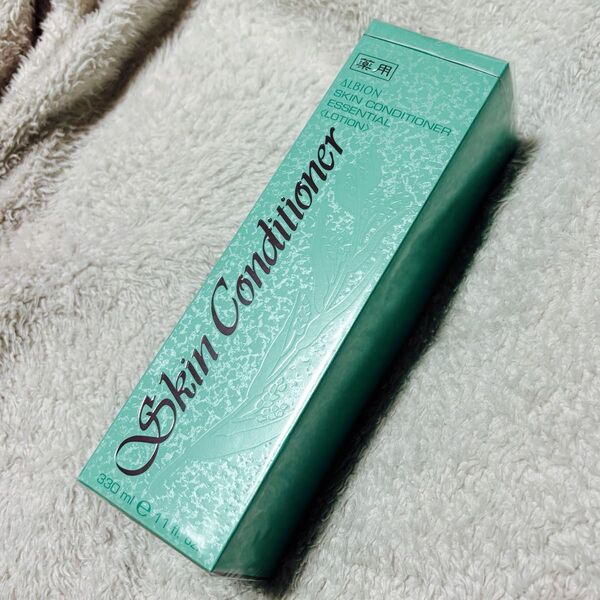 薬用
ALBION
SKIN CONDITIONER
ESSENTIAL
〈LOTION〉
Skin Conditioner
330 ml ℮ 11 fl. oz.